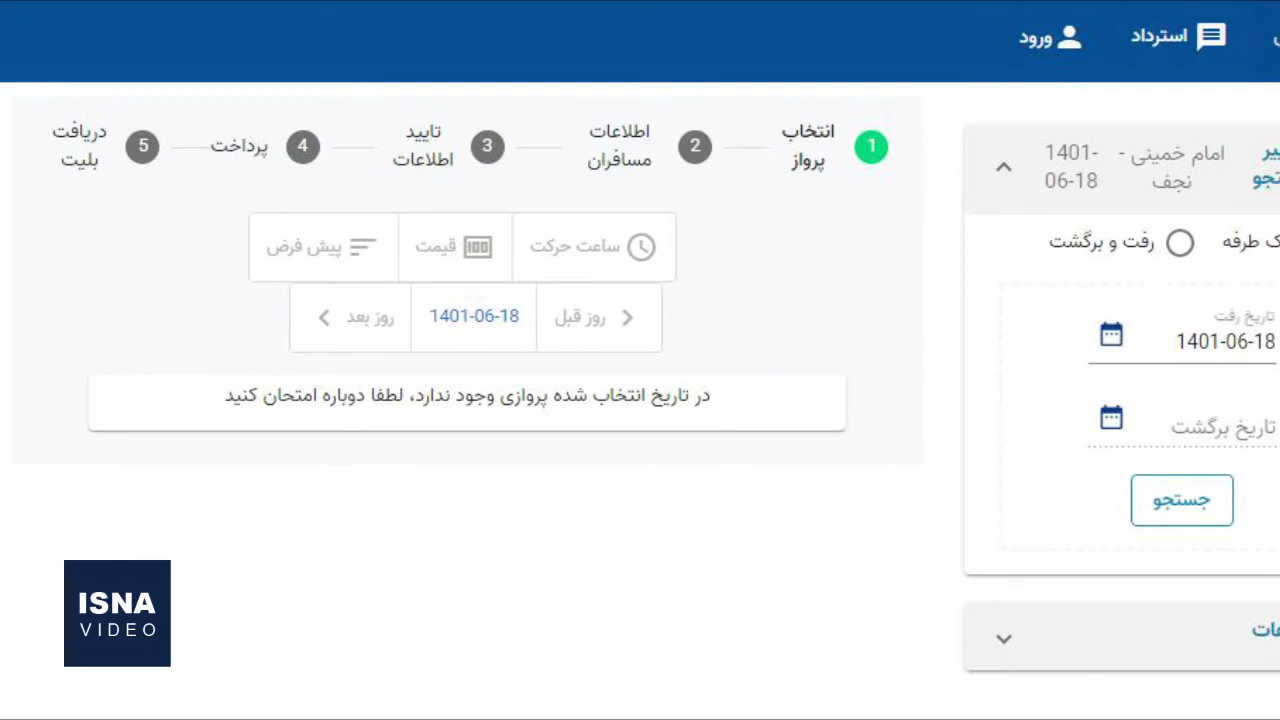 استرداد
ورود
1
انتخاب
پرواز
2
اطلاعات
مسافران
3
تایید
اطلاعات
4
پرداخت
5
دریافت
بلیت
ساعت حرکت
قیمت
پیش فرض
روز قبل
1401-06-18
روز بعد
در تاریخ انتخاب شده پروازی وجود ندارد، لطفا دوباره امتحان کنید
امام خمینی -
نجف
1401-
06-18
طرفه
رفت و برگشت
تاریخ رفت
1401-06-18
تاریخ برگشت
جستجو
ISNA
VIDEO